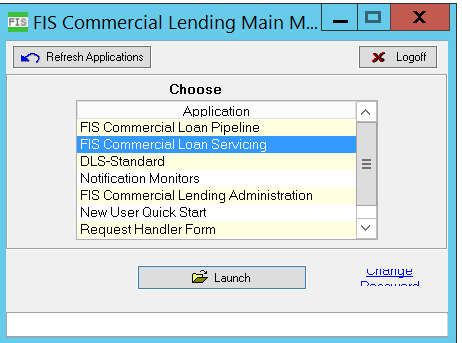 FIS FIS Commercial Lending Main M... X
Refresh Applications Logoff
Choose
Application
FIS Commercial Loan Pipeline
FIS Commercial Loan Servicing
DLS-Standard
Notification Monitors
FIS Commercial Lending Administration
New User Quick Start
Request Handler Form
Launch
Change
Password